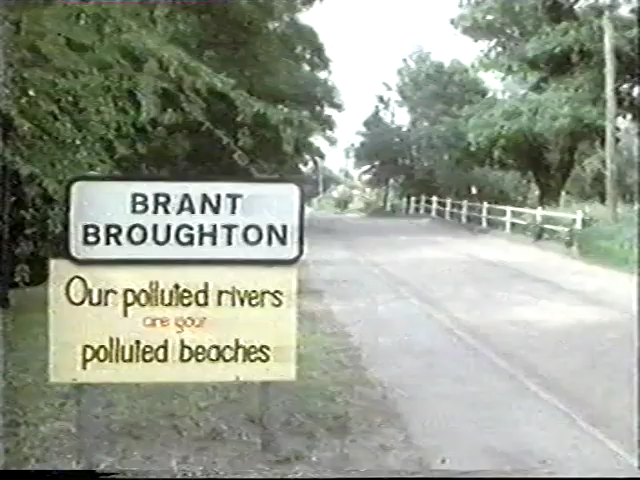 BRANT
BROUGHTON
Our polluted rivers
are your
polluted beaches